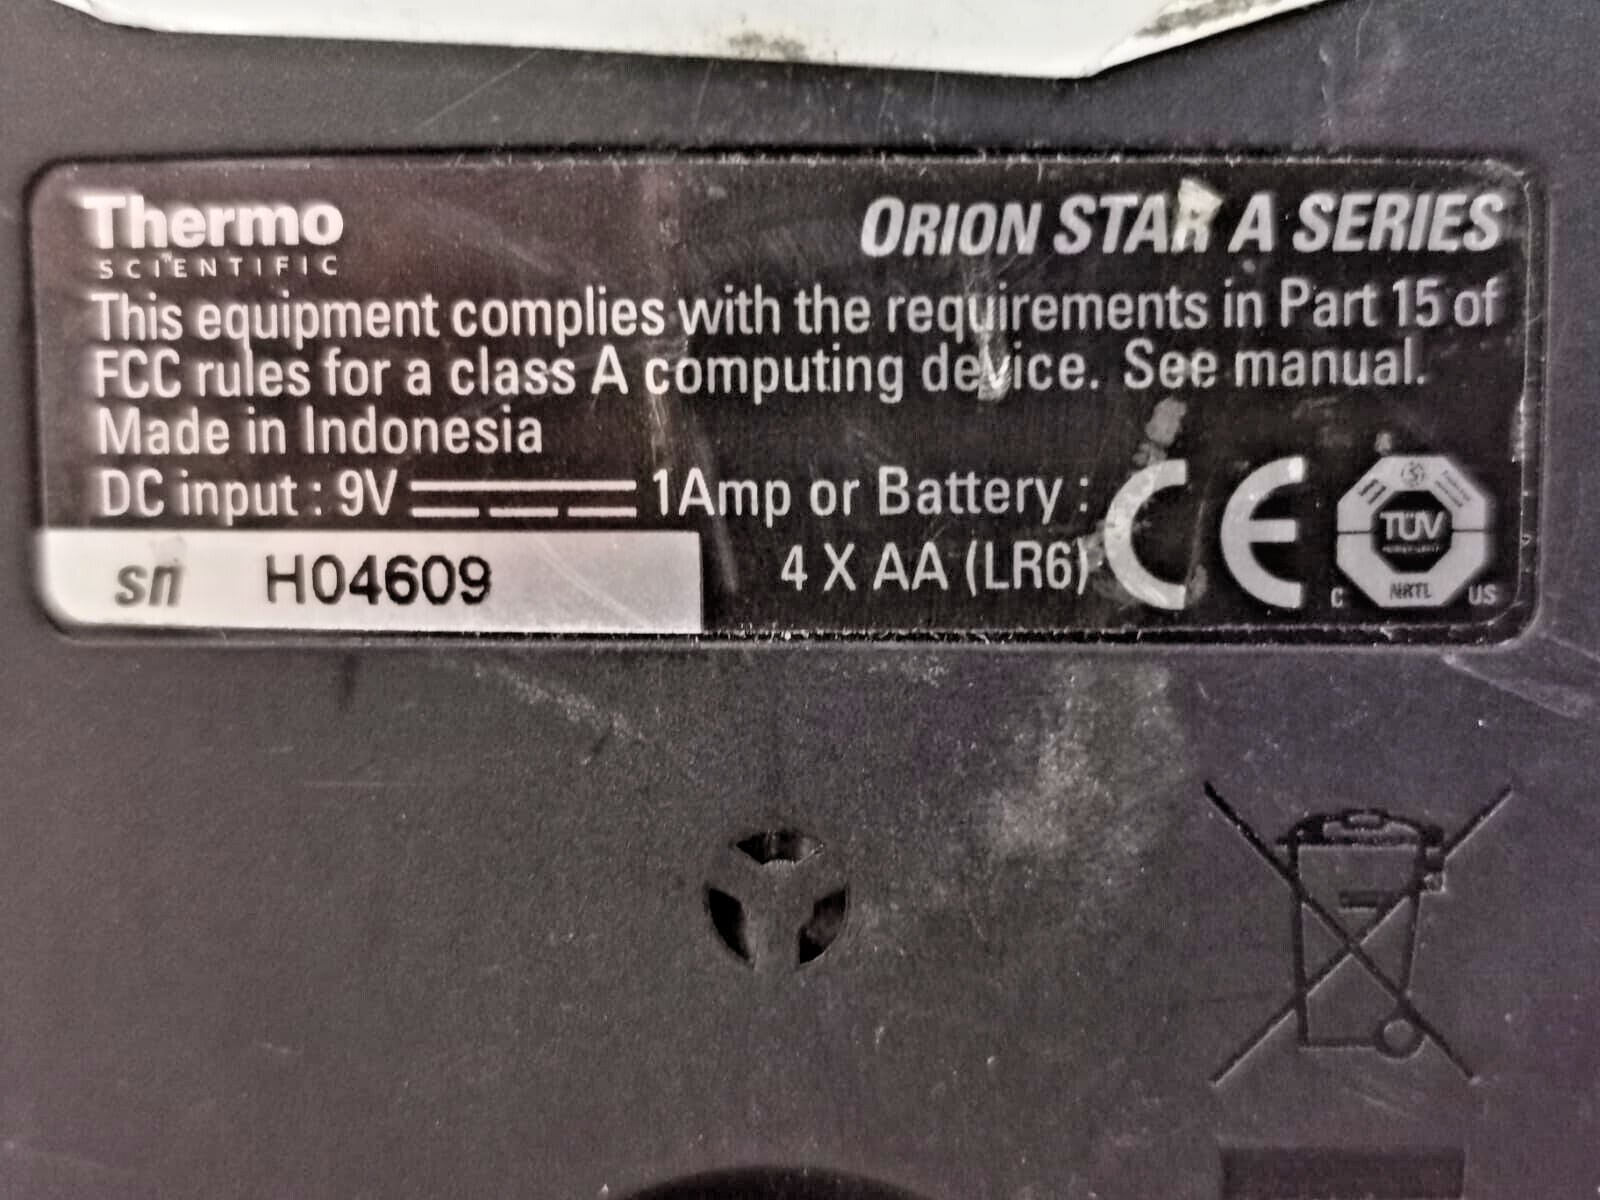 Thermo
SCIENTIFIC
ORION STAR A SERIES
This equipment complies with the requirements in Part 15 of
FCC rules for a class A computing device. See manual.
Made in Indonesia
DC input : 9V 1Amp or Battery :
4 X AA (LR6)
sn H04609
CE
TÜV
NRTL
C US